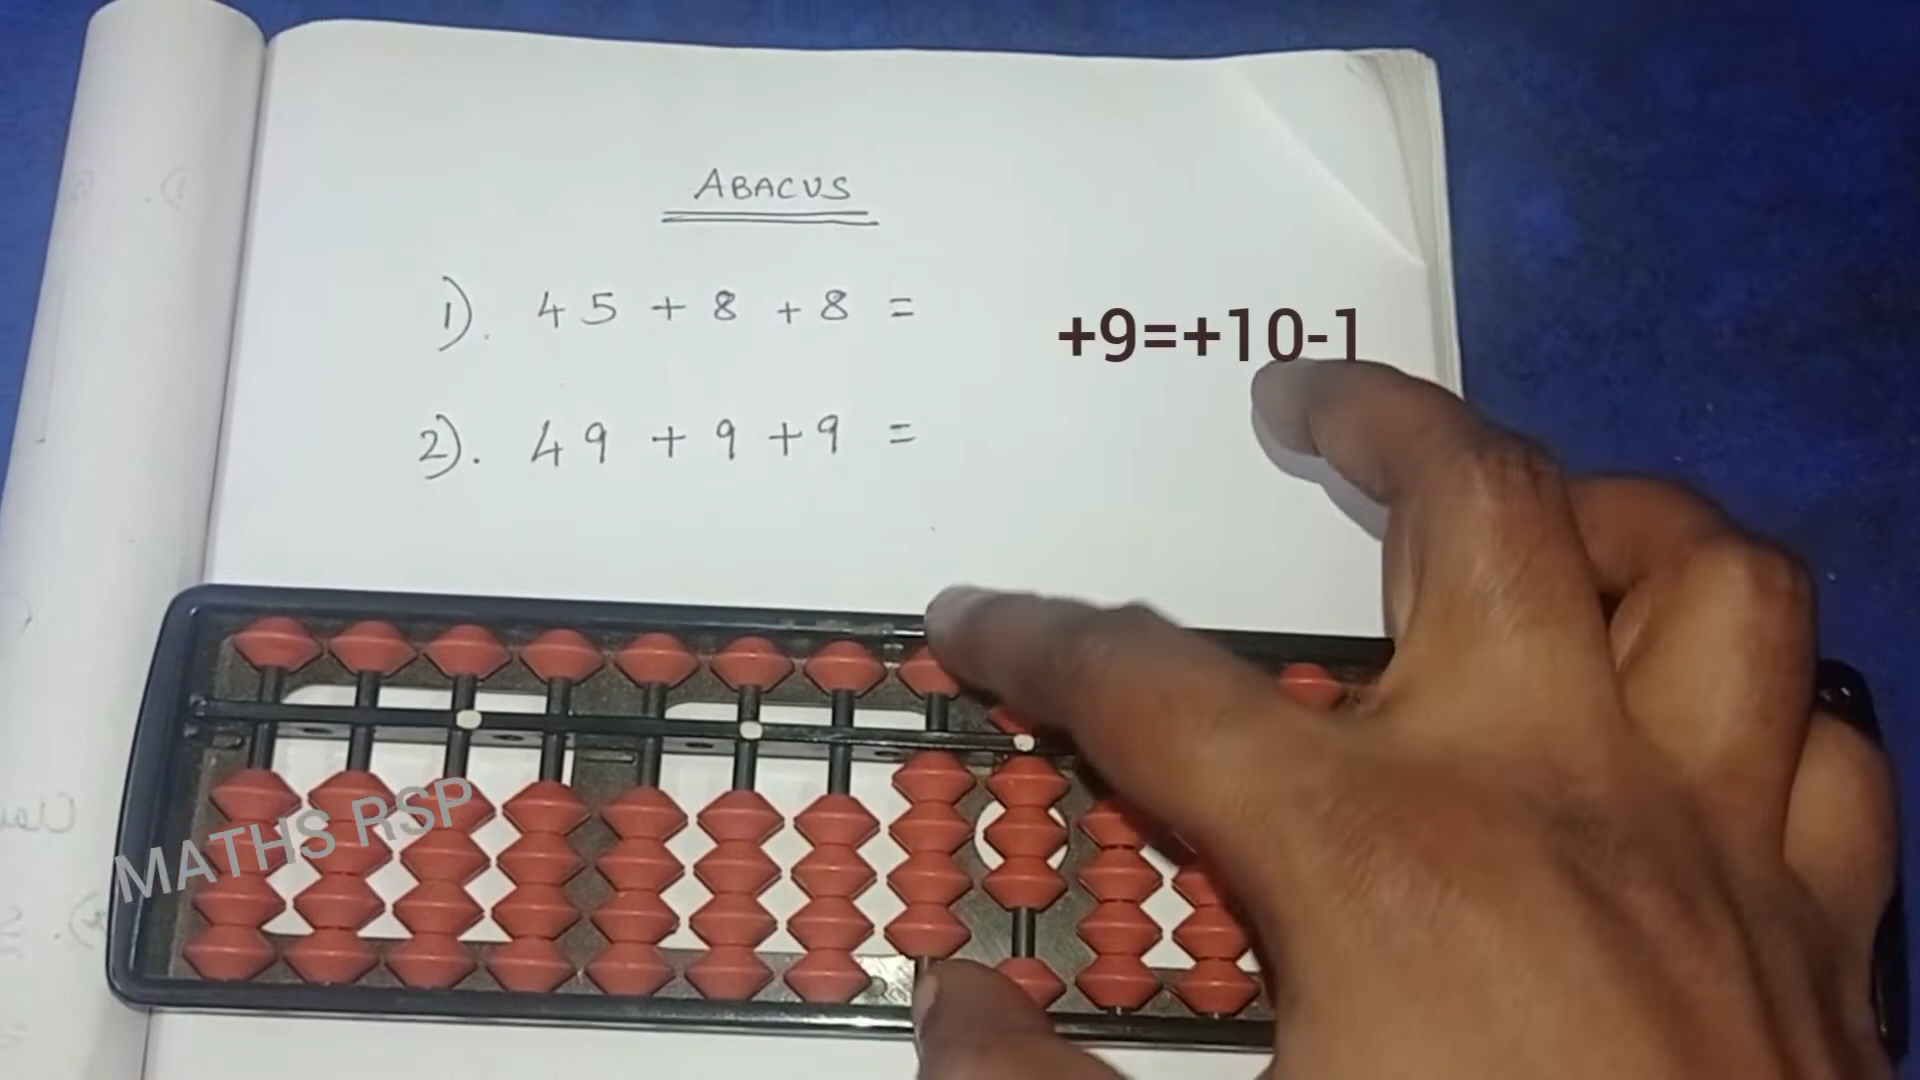 ABACUS
1). 45 + 8 + 8 =
+9=+10-1
2). 49 + 9 + 9 =
MATHS RSP